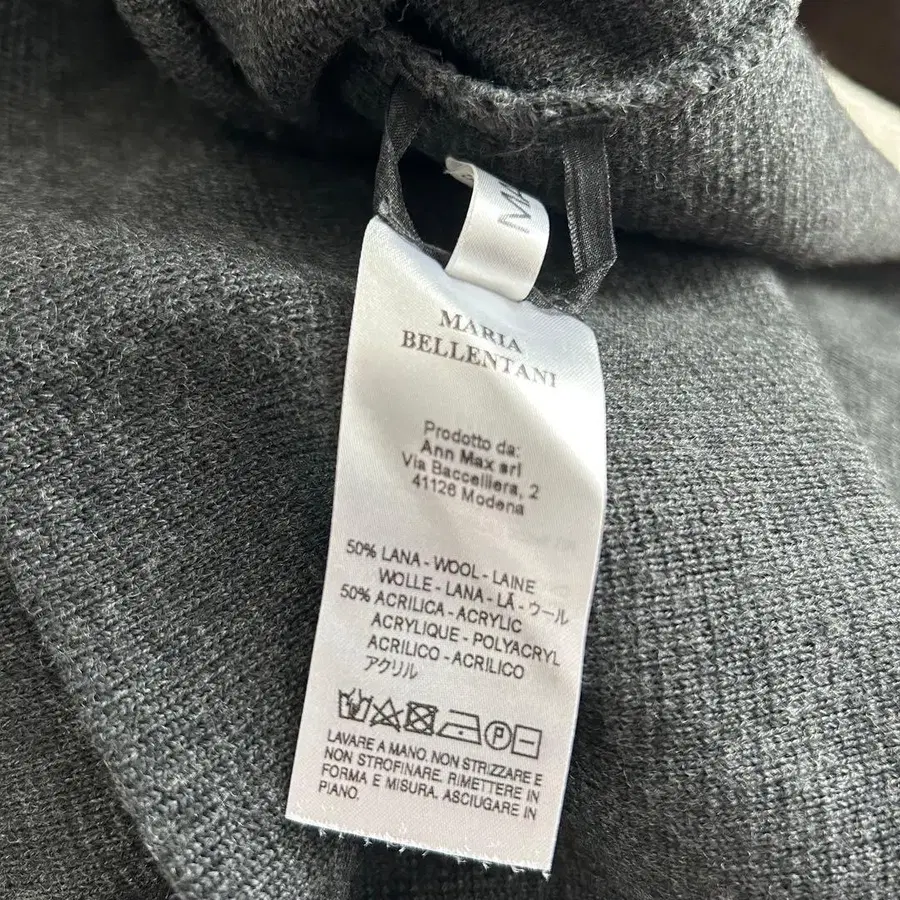 MARIA
BELLENTANI
Prodotto da:
Ann Max srl
Via Baccelliera, 2
41126 Modena
50% LANA - WOOL - LAINE
WOLLE - LANA - LÃ - ウール
50% ACRILICA - ACRYLIC
ACRYLIQUE - POLYACRYL
ACRILICO - ACRILICO
アクリル
P
LAVARE A MANO. NON STRIZZARE E
NON STROFINARE. RIMETTERE IN
FORMA E MISURA. ASCIUGARE IN
PIANO.